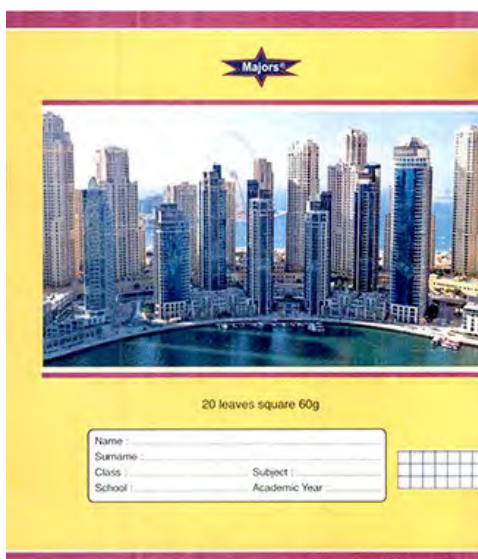 Majors®
20 leaves square 60g
Name :
Surname :
Class : Subject :
School : Academic Year :